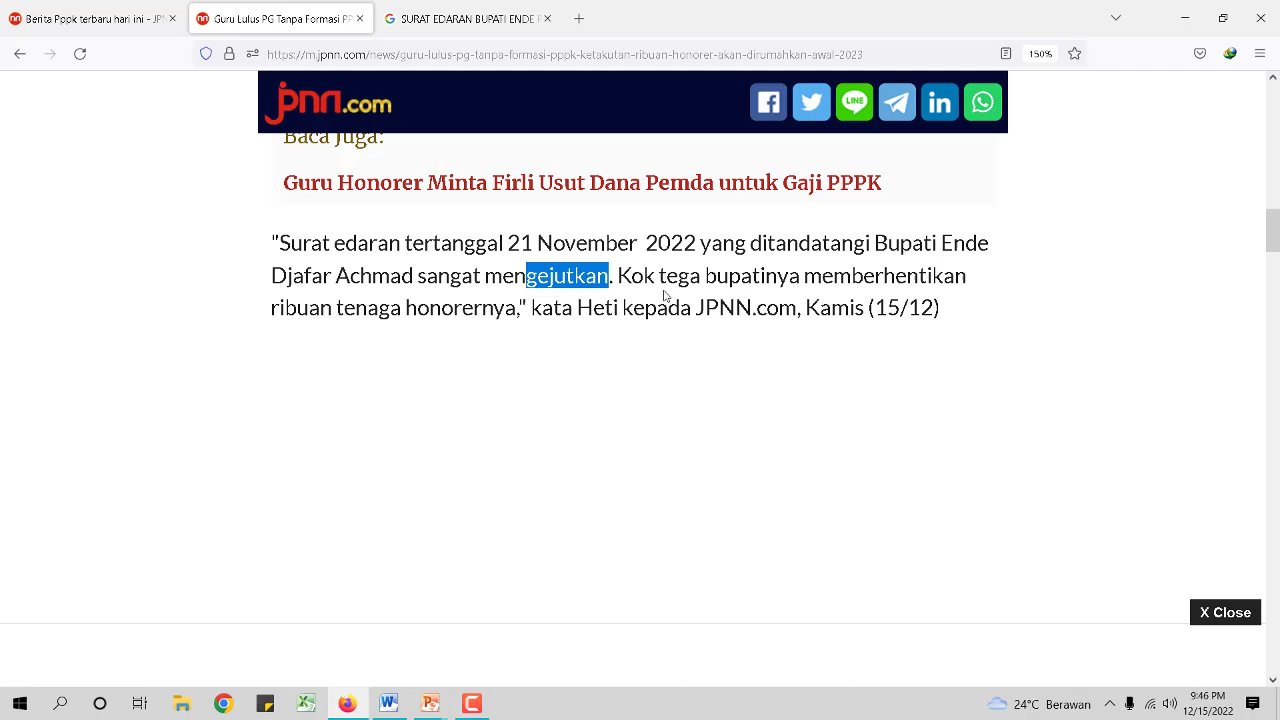 Berita Pppk terbaru hari ini - JPN
Guru Lulus PG Tanpa Formasi PP
SURAT EDARAN BUPATI ENDE P
https://m.jpnn.com/news/guru-lulus-pg-tanpa-formasi-pppk-ketakutan-ribuan-honorer-akan-dirumahkan-awal-2023
150%
jpnn.com
LINE
in
Baca Juga:
Guru Honorer Minta Firli Usut Dana Pemda untuk Gaji PPPK
"Surat edaran tertanggal 21 November 2022 yang ditandatangi Bupati Ende
Djafar Achmad sangat mengejutkan. Kok tega bupatinya memberhentikan
ribuan tenaga honorernya," kata Heti kepada JPNN.com, Kamis (15/12)
X Close
24°C Berawan
9:46 PM
12/15/2022